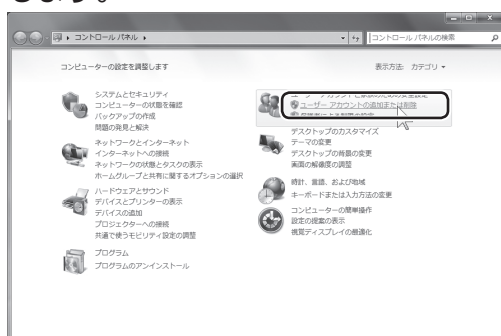 します。
コントロール パネル
コントロール パネルの検索
コンピューターの設定を調整します
表示方法: カテゴリ
システムとセキュリティ
コンピューターの状態を確認
バックアップの作成
問題の発見と解決
ネットワークとインターネット
インターネットへの接続
ネットワークの状態とタスクの表示
ホームグループと共有に関するオプションの選択
ハードウェアとサウンド
デバイスとプリンターの表示
デバイスの追加
プロジェクターへの接続
共通で使うモビリティ設定の調整
プログラム
プログラムのアンインストール
ユーザー アカウントの追加または削除
デスクトップのカスタマイズ
テーマの変更
デスクトップの背景の変更
画面の解像度の調整
時計、言語、および地域
キーボードまたは入力方法の変更
コンピューターの簡単操作
設定の提案の表示
視覚ディスプレイの最適化